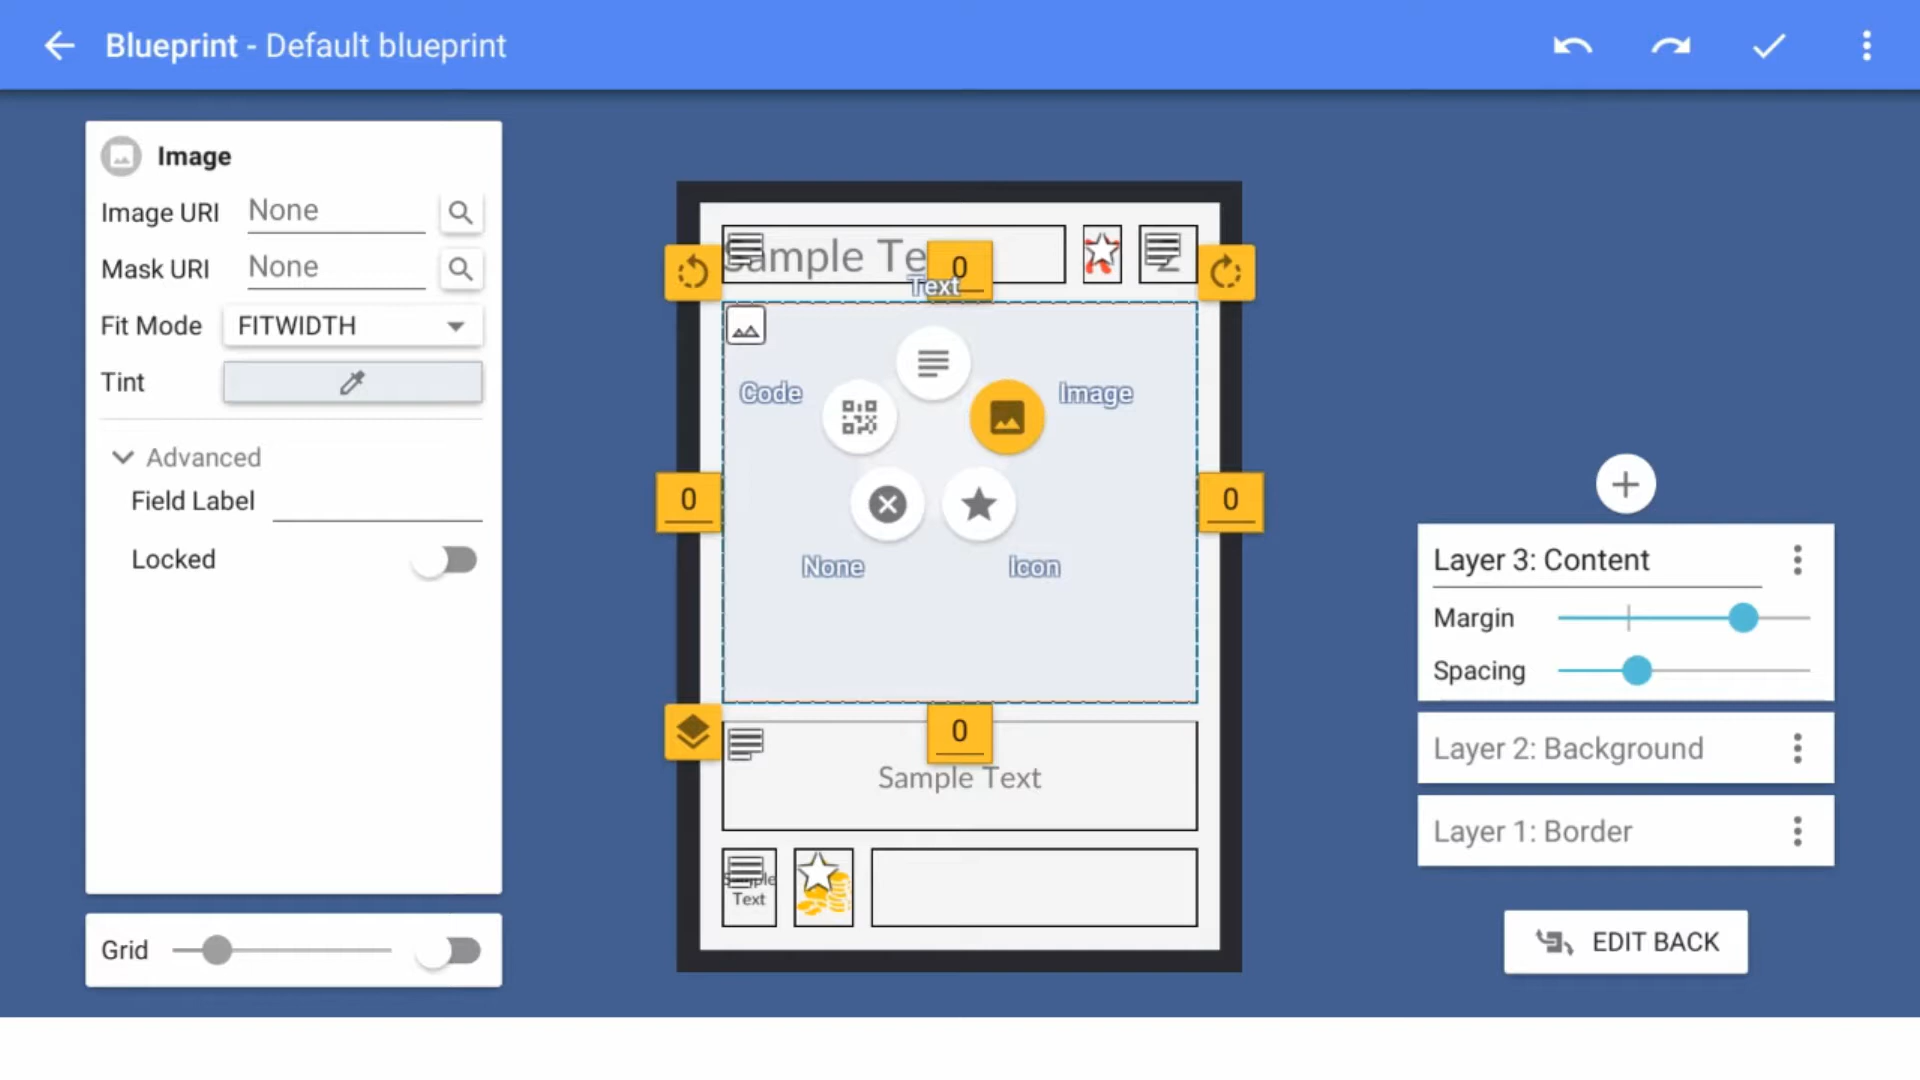 Blueprint - Default blueprint
Image
Image URI None
Mask URI None
Fit Mode FITWIDTH
Tint
Advanced
Field Label
Locked
Grid
Sample Te
0
Text
Code
Image
0
0
None
Icon
0
Sample Text
Sample
Text
Layer 3: Content
Margin
Spacing
Layer 2: Background
Layer 1: Border
EDIT BACK